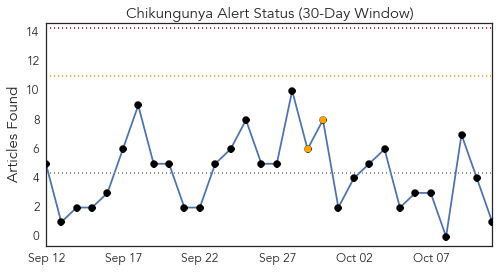 Chikungunya Alert Status (30-Day Window)
Articles Found
14
12
10
8
6
4
2
0
Sep 12 Sep 17 Sep 22 Sep 27 Oct 02 Oct 07